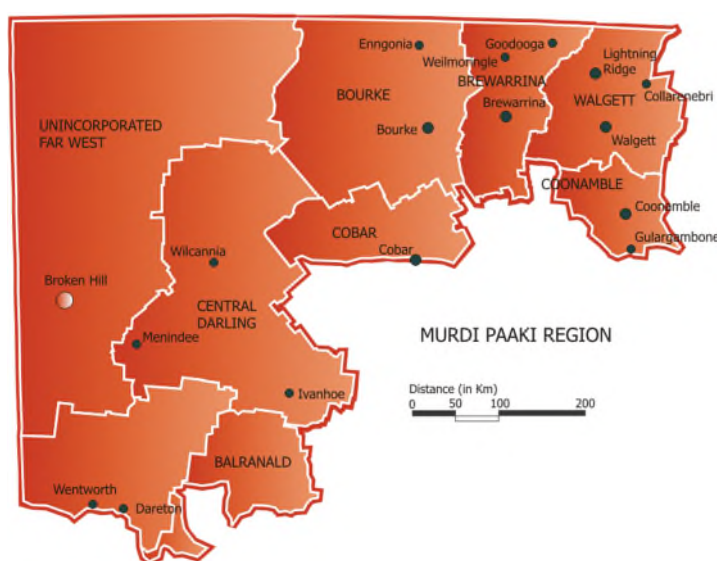 Enngonia
Goodooga
Weilmoringle
Lightning
Ridge
BREWARRINA
Collarenebri
BOURKE
WALGETT
UNINCORPORATED
FAR WEST
Brewarrina
Bourke
Walgett
COONAMBLE
Coonamble
COBAR
Gulargambone
Cobar
Wilcannia
Broken Hill
CENTRAL
DARLING
Menindee
MURDI PAAKI REGION
Ivanhoe
Distance (in Km)
0 50 100 200
BALRANALD
Wentworth
Dareton